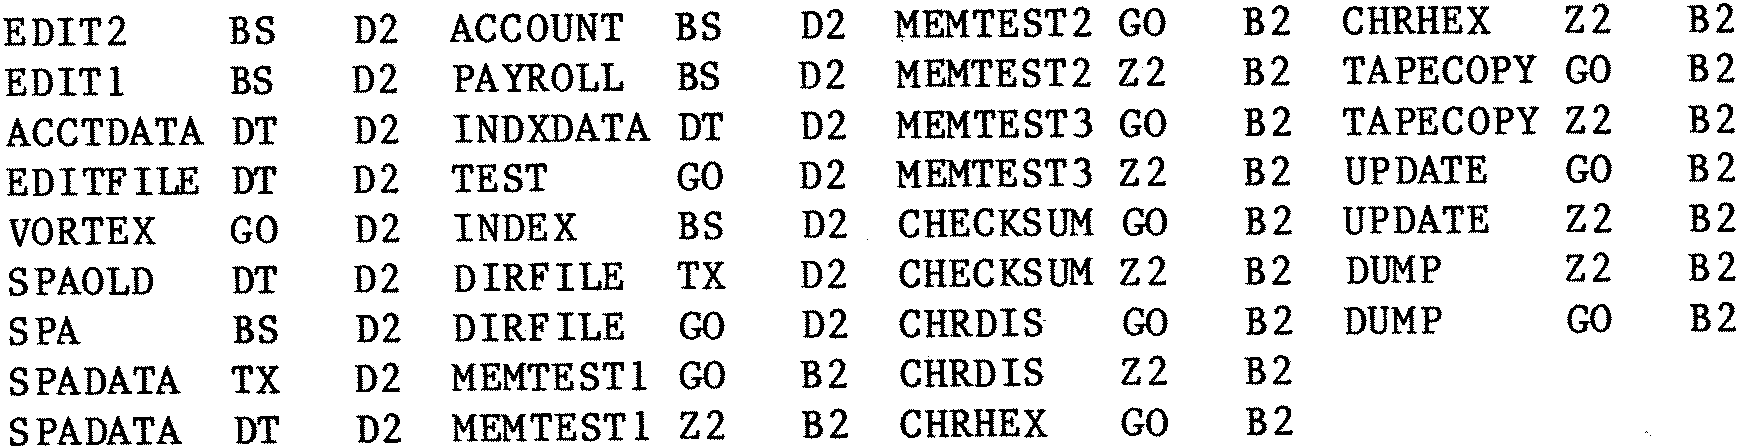 EDIT2 BS D2 ACCOUNT BS D2 MEMTEST2 GO B2 CHRHEX Z2 B2
EDIT1 BS D2 PAYROLL BS D2 MEMTEST2 Z2 B2 TAPECOPY GO B2
ACCTDATA DT D2 INDXDATA DT D2 MEMTEST3 GO B2 TAPECOPY Z2 B2
EDITFILE DT D2 TEST GO D2 MEMTEST3 Z2 B2 UPDATE GO B2
VORTEX GO D2 INDEX BS D2 CHECKSUM GO B2 UPDATE Z2 B2
SPAOLD DT D2 DIRFILE TX D2 CHECKSUM Z2 B2 DUMP Z2 B2
SPA BS D2 DIRFILE GO D2 CHRDIS GO B2 DUMP GO B2
SPADATA TX D2 MEMTEST1 GO B2 CHRDIS Z2 B2
SPADATA DT D2 MEMTEST1 Z2 B2 CHRHEX GO B2